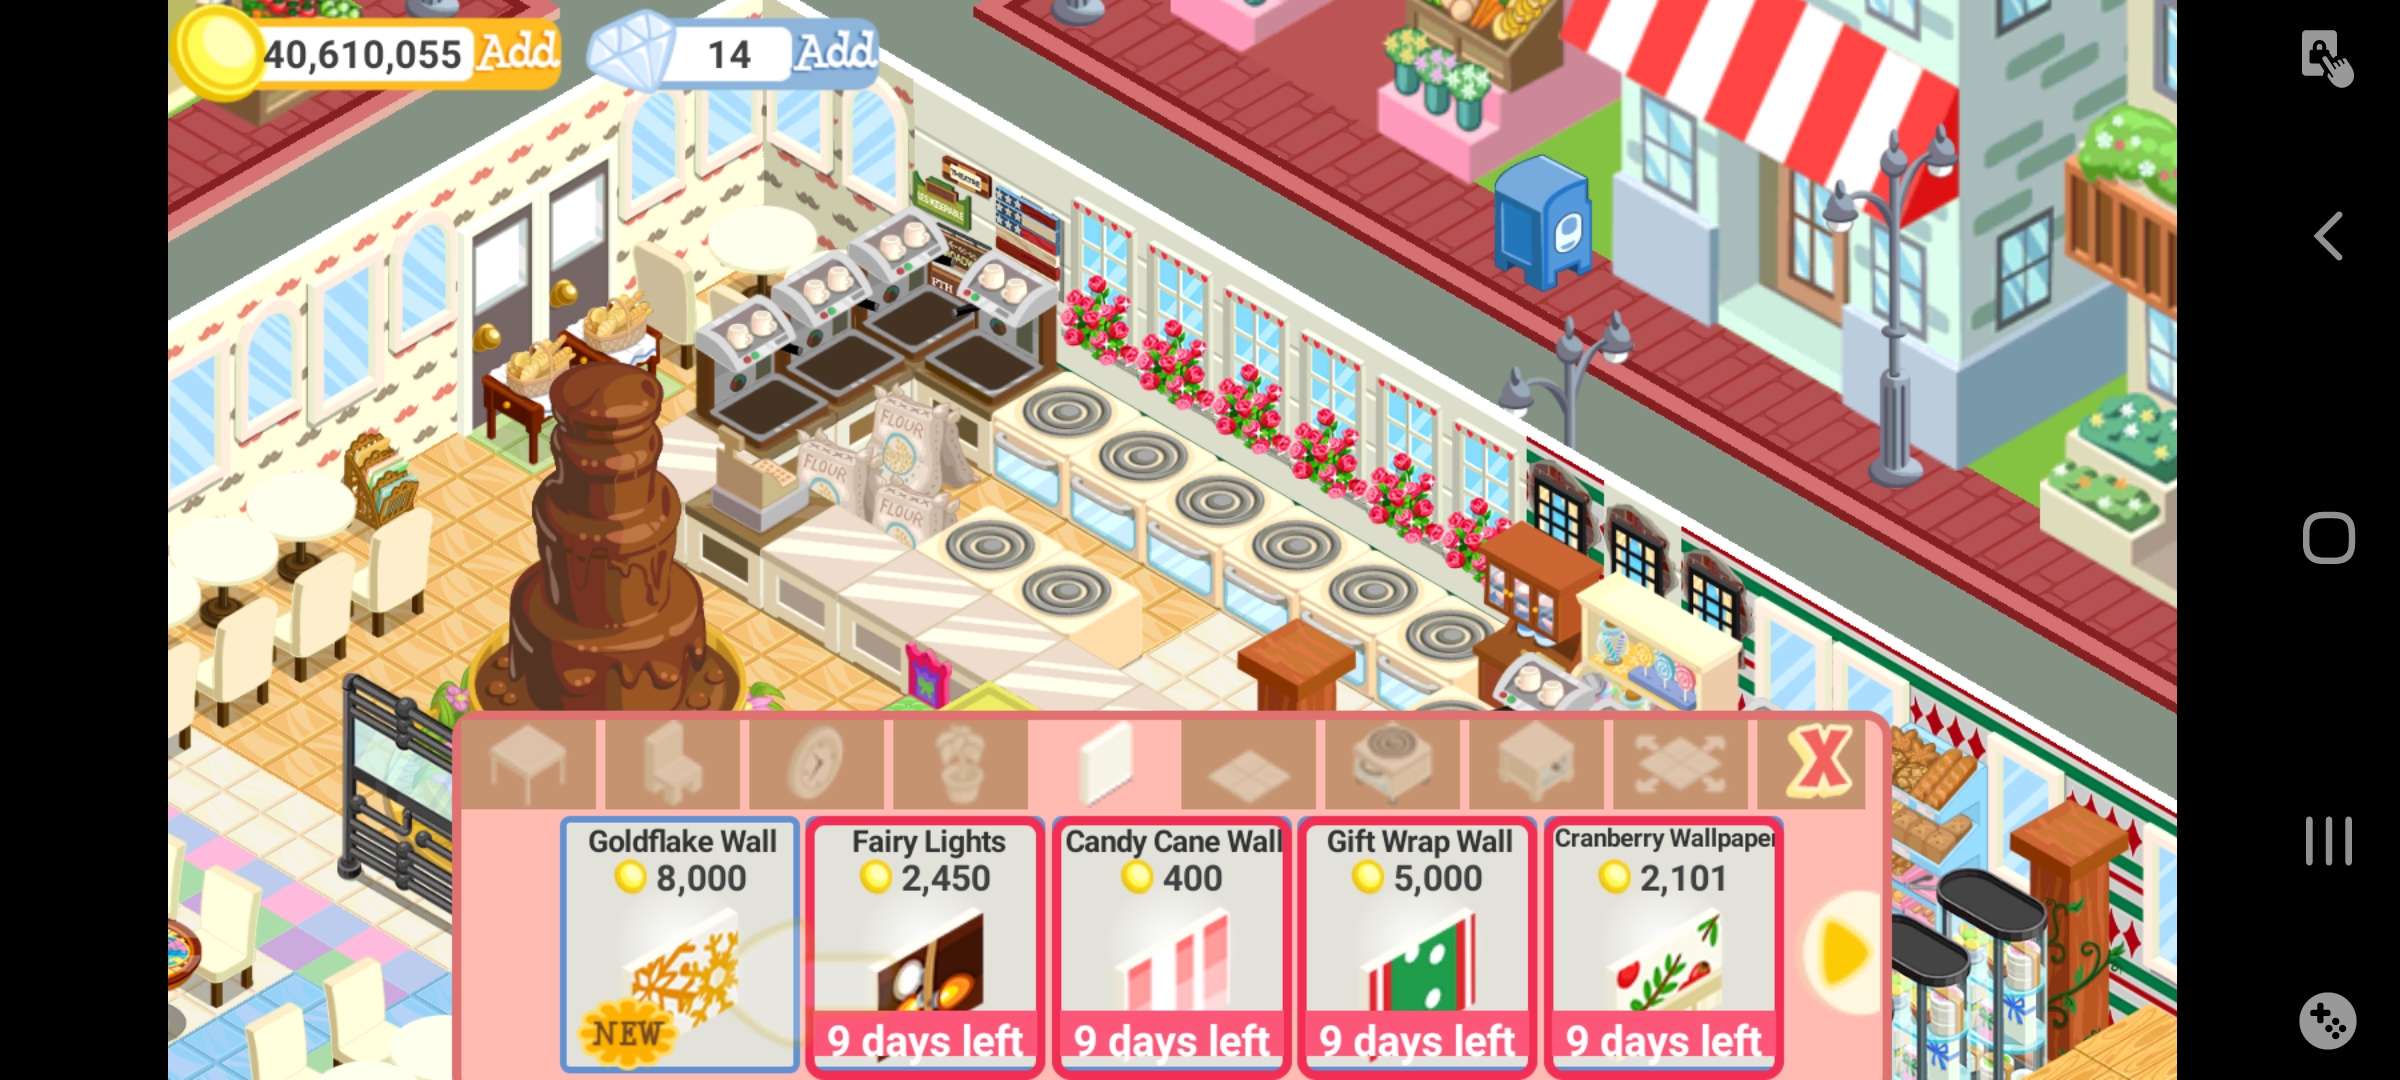 40,610,055 Add
14 Add
THEATRE
FLOUR
FLOUR
FLOUR
Goldflake Wall
8,000
NEW
Fairy Lights
2,450
9 days left
Candy Cane Wall
400
9 days left
Gift Wrap Wall
5,000
9 days left
Cranberry Wallpaper
2,101
9 days left
X